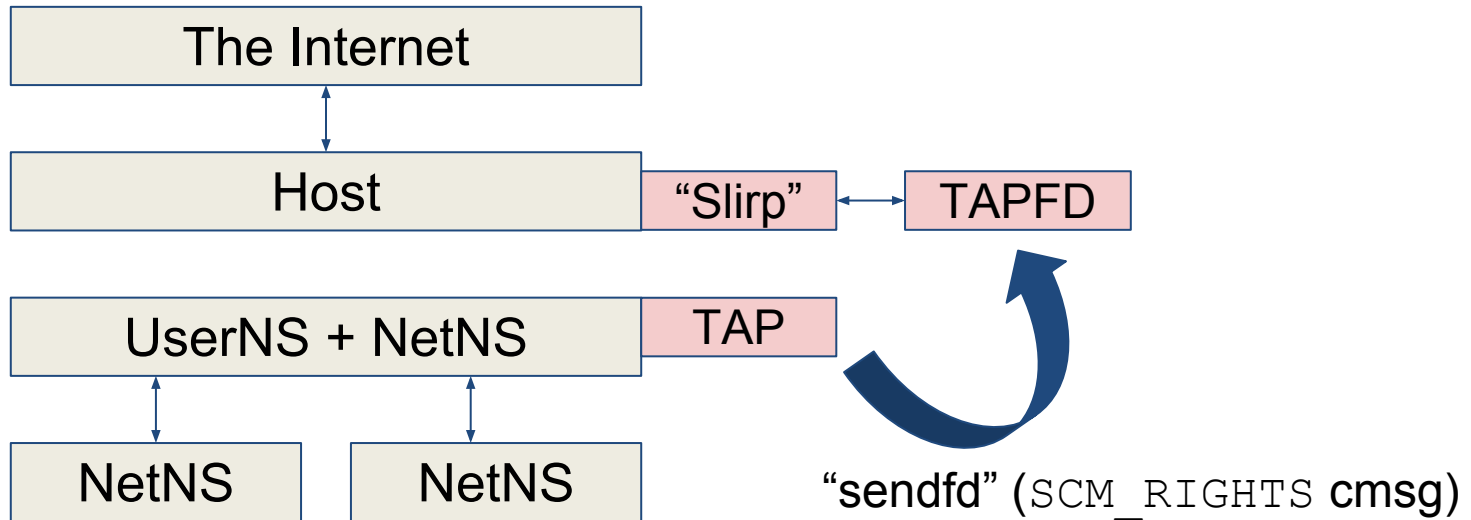 The Internet
Host
“Slirp”
TAPFD
UserNS + NetNS
TAP
NetNS
NetNS
“sendfd” (SCM_RIGHTS cmsg)